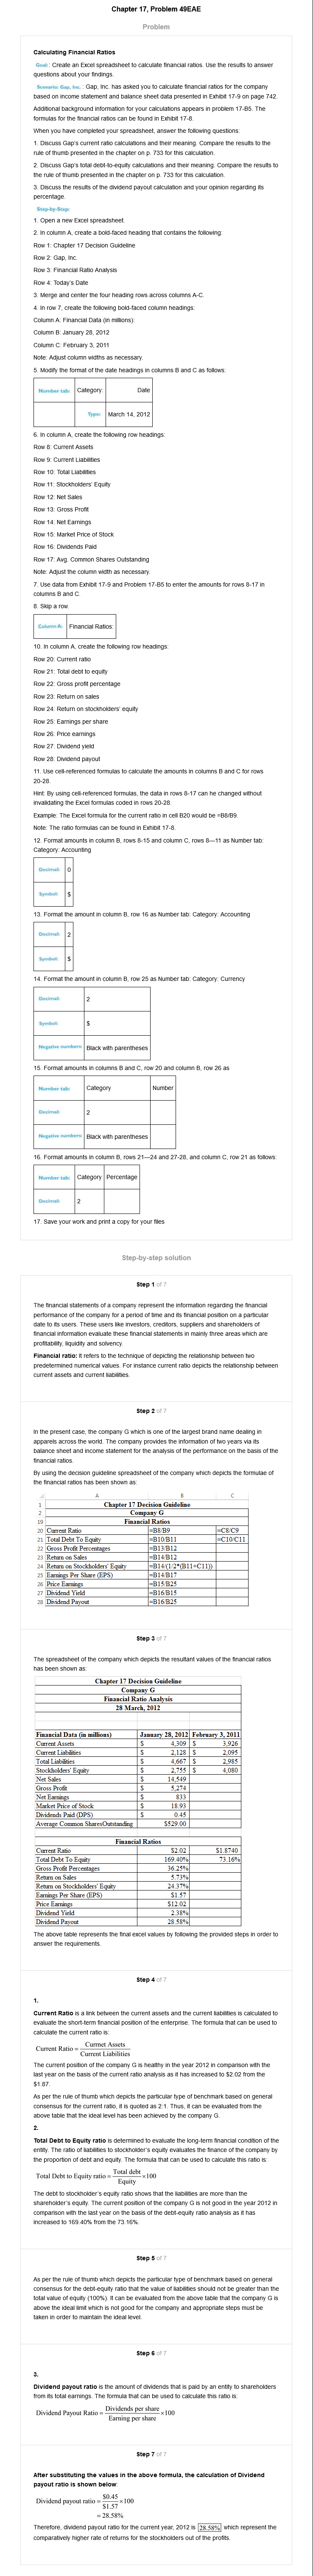 Chapter 17, Problem 49EAE
Problem
Calculating Financial Ratios
Goal: : Create an Excel spreadsheet to calculate financial ratios. Use the results to answer
questions about your findings.
Scenario: Gap, Inc. : Gap, Inc. has asked you to calculate financial ratios for the company
based on income statement and balance sheet data presented in Exhibit 17-9 on page 742.
Additional background information for your calculations appears in problem 17-B5. The
formulas for the financial ratios can be found in Exhibit 17-8.
When you have completed your spreadsheet, answer the following questions:
1. Discuss Gap's current ratio calculations and their meaning. Compare the results to the
rule of thumb presented in the chapter on p. 733 for this calculation.
2. Discuss Gap's total debt-to-equity calculations and their meaning. Compare the results to
the rule of thumb presented in the chapter on p. 733 for this calculation.
3. Discuss the results of the dividend payout calculation and your opinion regarding its
percentage.
Step-by-Step:
1. Open a new Excel spreadsheet.
2. In column A, create a bold-faced heading that contains the following:
Row 1: Chapter 17 Decision Guideline
Row 2: Gap, Inc.
Row 3: Financial Ratio Analysis
Row 4: Today's Date
3. Merge and center the four heading rows across columns A-C.
4. In row 7, create the following bold-faced column headings:
Column A: Financial Data (in millions)
Column B: January 28, 2012
Column C: February 3, 2011
Note: Adjust column widths as necessary.
5. Modify the format of the date headings in columns B and C as follows:
Number tab: Category: Date
Type: March 14, 2012
6. In column A, create the following row headings:
Row 8: Current Assets
Row 9: Current Liabilities
Row 10: Total Liabilities
Row 11: Stockholders' Equity
Row 12: Net Sales
Row 13: Gross Profit
Row 14: Net Earnings
Row 15: Market Price of Stock
Row 16: Dividends Paid
Row 17: Avg. Common Shares Outstanding
Note: Adjust the column width as necessary.
7. Use data from Exhibit 17-9 and Problem 17-B5 to enter the amounts for rows 8-17 in
columns B and C.
8. Skip a row.
Column A: Financial Ratios:
10. In column A, create the following row headings:
Row 20: Current ratio
Row 21: Total debt to equity
Row 22: Gross profit percentage
Row 23: Return on sales
Row 24: Return on stockholders' equity
Row 25: Earnings per share
Row 26: Price earnings
Row 27: Dividend yield
Row 28: Dividend payout
11. Use cell-referenced formulas to calculate the amounts in columns B and C for rows
20-28.
Hint: By using cell-referenced formulas, the data in rows 8-17 can be changed without
invalidating the Excel formulas coded in rows 20-28.
Example: The Excel formula for the current ratio in cell B20 would be =B8/B9.
Note: The ratio formulas can be found in Exhibit 17-8.
12. Format amounts in column B, rows 8-15 and column C, rows 8—11 as Number tab:
Category: Accounting
Decimal: 0
Symbol: $
13. Format the amount in column B, row 16 as Number tab: Category: Accounting
Decimal: 2
Symbol: $
14. Format the amount in column B, row 25 as Number tab: Category: Currency
Decimal: 2
Symbol: $
Negative numbers: Black with parentheses
15. Format amounts in columns B and C, row 20 and column B, row 26 as
Number tab: Category Number
Decimal: 2
Negative numbers: Black with parentheses
16. Format amounts in column B, rows 21—24 and 27-28, and column C, row 21 as follows:
Number tab: Category Percentage
Decimal: 2
17. Save your work and print a copy for your files
Step-by-step solution
Step 1 of 7
The financial statements of a company represent the information regarding the financial
performance of the company for a period of time and its financial position on a particular
date to its users. These users like investors, creditors, suppliers and shareholders of
financial information evaluate these financial statements in mainly three areas which are
profitability, liquidity and solvency.
Financial ratio: It refers to the technique of depicting the relationship between two
predetermined numerical values. For instance current ratio depicts the relationship between
current assets and current liabilities.
Step 2 of 7
In the present case, the company G which is one of the largest brand name dealing in
apparels across the world. The company provides the information of two years via its
balance sheet and income statement for the analysis of the performance on the basis of the
financial ratios.
By using the decision guideline spreadsheet of the company which depicts the formulae of
the financial ratios has been shown as:
A B C
1 Chapter 17 Decision Guideline
2 Company G
19 Financial Ratios
20 Current Ratio =B8/B9 =C8/C9
21 Total Debt To Equity =B10/B11 =C10/C11
22 Gross Profit Percentages =B13/B12
23 Return on Sales =B14/B12
24 Return on Stockholders' Equity =B14/(1/2*(B11+C11))
25 Earnings Per Share (EPS) =B14/B17
26 Price Earnings =B15/B25
27 Dividend Yield =B16/B15
28 Dividend Payout =B16/B25
Step 3 of 7
The spreadsheet of the company which depicts the resultant values of the financial ratios
has been shown as:
Chapter 17 Decision Guideline
Company G
Financial Ratio Analysis
28 March, 2012
Financial Data (in millions) January 28, 2012 February 3, 2011
Current Assets $ 4,309 $ 3,926
Current Liabilities $ 2,128 $ 2,095
Total Liabilities $ 4,667 $ 2,985
Stockholders' Equity $ 2,755 $ 4,080
Net Sales $ 14,549
Gross Profit $ 5,274
Net Earnings $ 833
Market Price of Stock $ 18.93
Dividends Paid (DPS) $ 0.45
Average Common SharesOutstanding $529.00
Financial Ratios
Current Ratio $2.02 $1.8740
Total Debt To Equity 169.40% 73.16%
Gross Profit Percentages 36.25%
Return on Sales 5.73%
Return on Stockholders' Equity 24.37%
Earnings Per Share (EPS) $1.57
Price Earnings $12.02
Dividend Yield 2.38%
Dividend Payout 28.58%
The above table represents the final excel values by following the provided steps in order to
answer the requirements.
Step 4 of 7
1.
Current Ratio is a link between the current assets and the current liabilities is calculated to
evaluate the short-term financial position of the enterprise. The formula that can be used to
calculate the current ratio is:
Current Ratio = Curmet Assets / Current Liabilities
The current position of the company G is healthy in the year 2012 in comparison with the
last year on the basis of the current ratio analysis as it has increased to $2.02 from the
$1.87.
As per the rule of thumb which depicts the particular type of benchmark based on general
consensus for the current ratio, it is quoted as 2:1. Thus, it can be evaluated from the
above table that the ideal level has been achieved by the company G.
2.
Total Debt to Equity ratio is determined to evaluate the long-term financial condition of the
entity. The ratio of liabilities to stockholder's equity evaluates the finance of the company by
the proportion of debt and equity. The formula that can be used to calculate this ratio is:
Total Debt to Equity ratio = Total debt / Equity ×100
The debt to stockholder's equity ratio shows that the liabilities are more than the
shareholder's equity. The current position of the company G is not good in the year 2012 in
comparison with the last year on the basis of the debt-equity ratio analysis as it has
increased to 169.40% from the 73.16%.
Step 5 of 7
As per the rule of thumb which depicts the particular type of benchmark based on general
consensus for the debt-equity ratio that the value of liabilities should not be greater than the
total value of equity (100%). It can be evaluated from the above table that the company G is
above the ideal limit which is not good for the company and appropriate steps must be
taken in order to maintain the ideal level.
Step 6 of 7
3.
Dividend payout ratio is the amount of dividends that is paid by an entity to shareholders
from its total earnings. The formula that can be used to calculate this ratio is:
Dividend Payout Ratio = Dividends per share / Earning per share ×100
Step 7 of 7
After substituting the values in the above formula, the calculation of Dividend
payout ratio is shown below:
Dividend payout ratio = $0.45 / $1.57 ×100
= 28.58%
Therefore, dividend payout ratio for the current year, 2012 is 28.58% which represent the
comparatively higher rate of returns for the stockholders out of the profits.